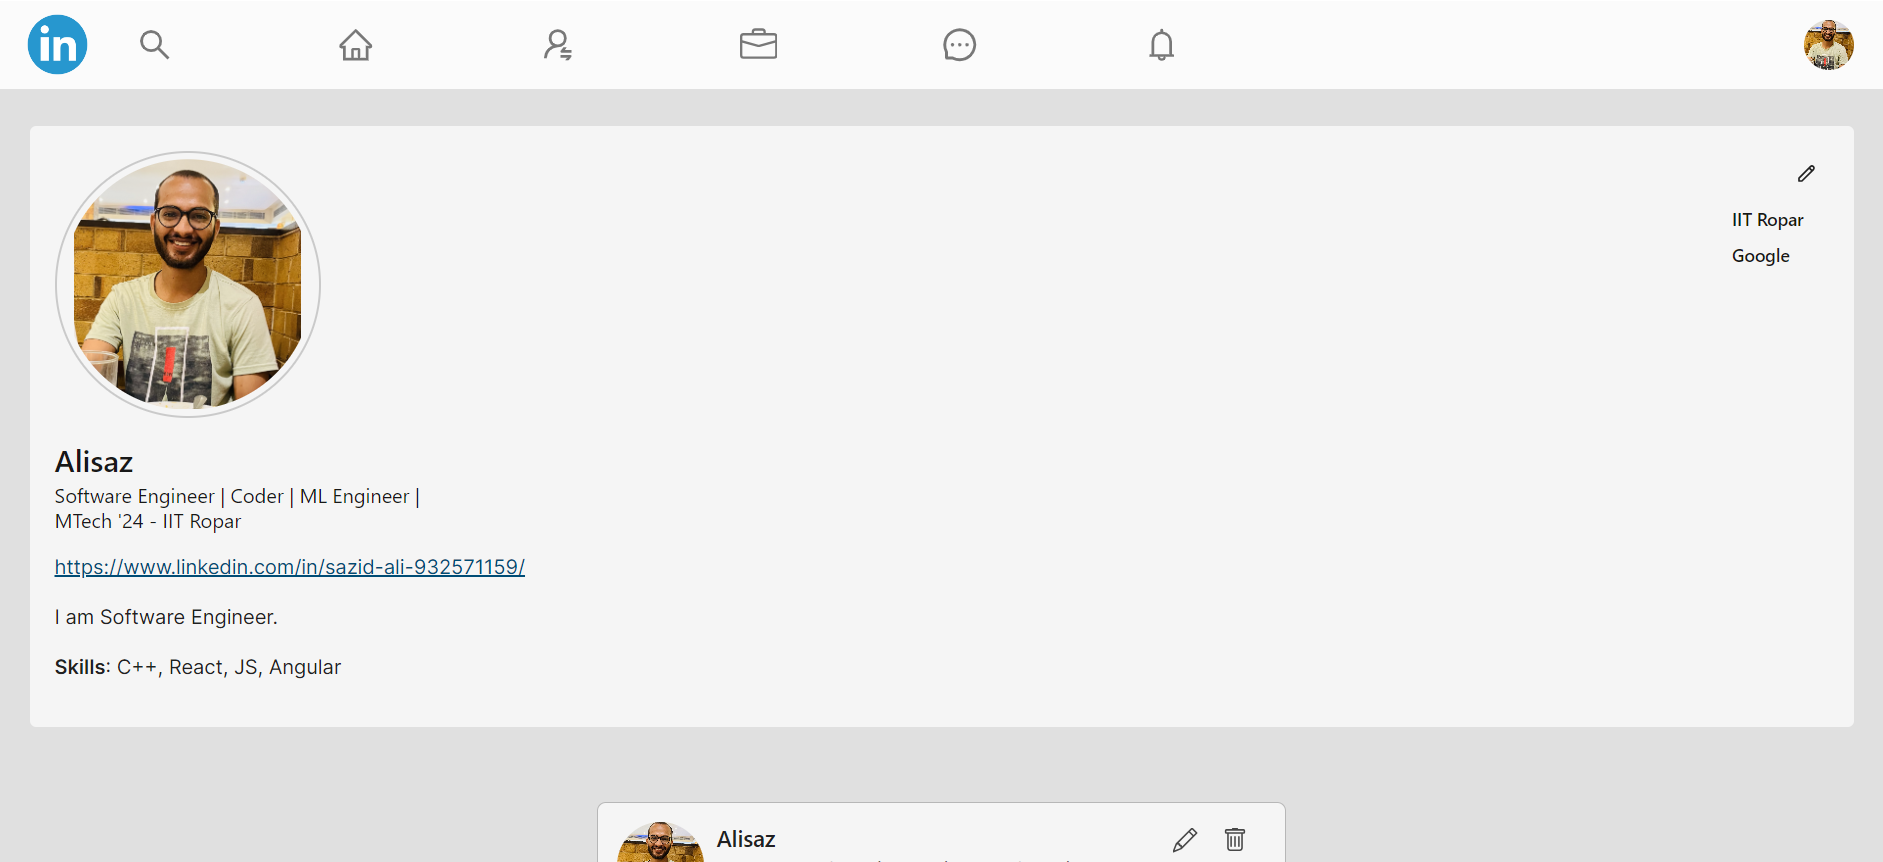 in
IIT Ropar
Google
Alisaz
Software Engineer | Coder | ML Engineer |
MTech '24 - IIT Ropar
https://www.linkedin.com/in/sazid-ali-932571159/
I am Software Engineer.
Skills: C++, React, JS, Angular
Alisaz